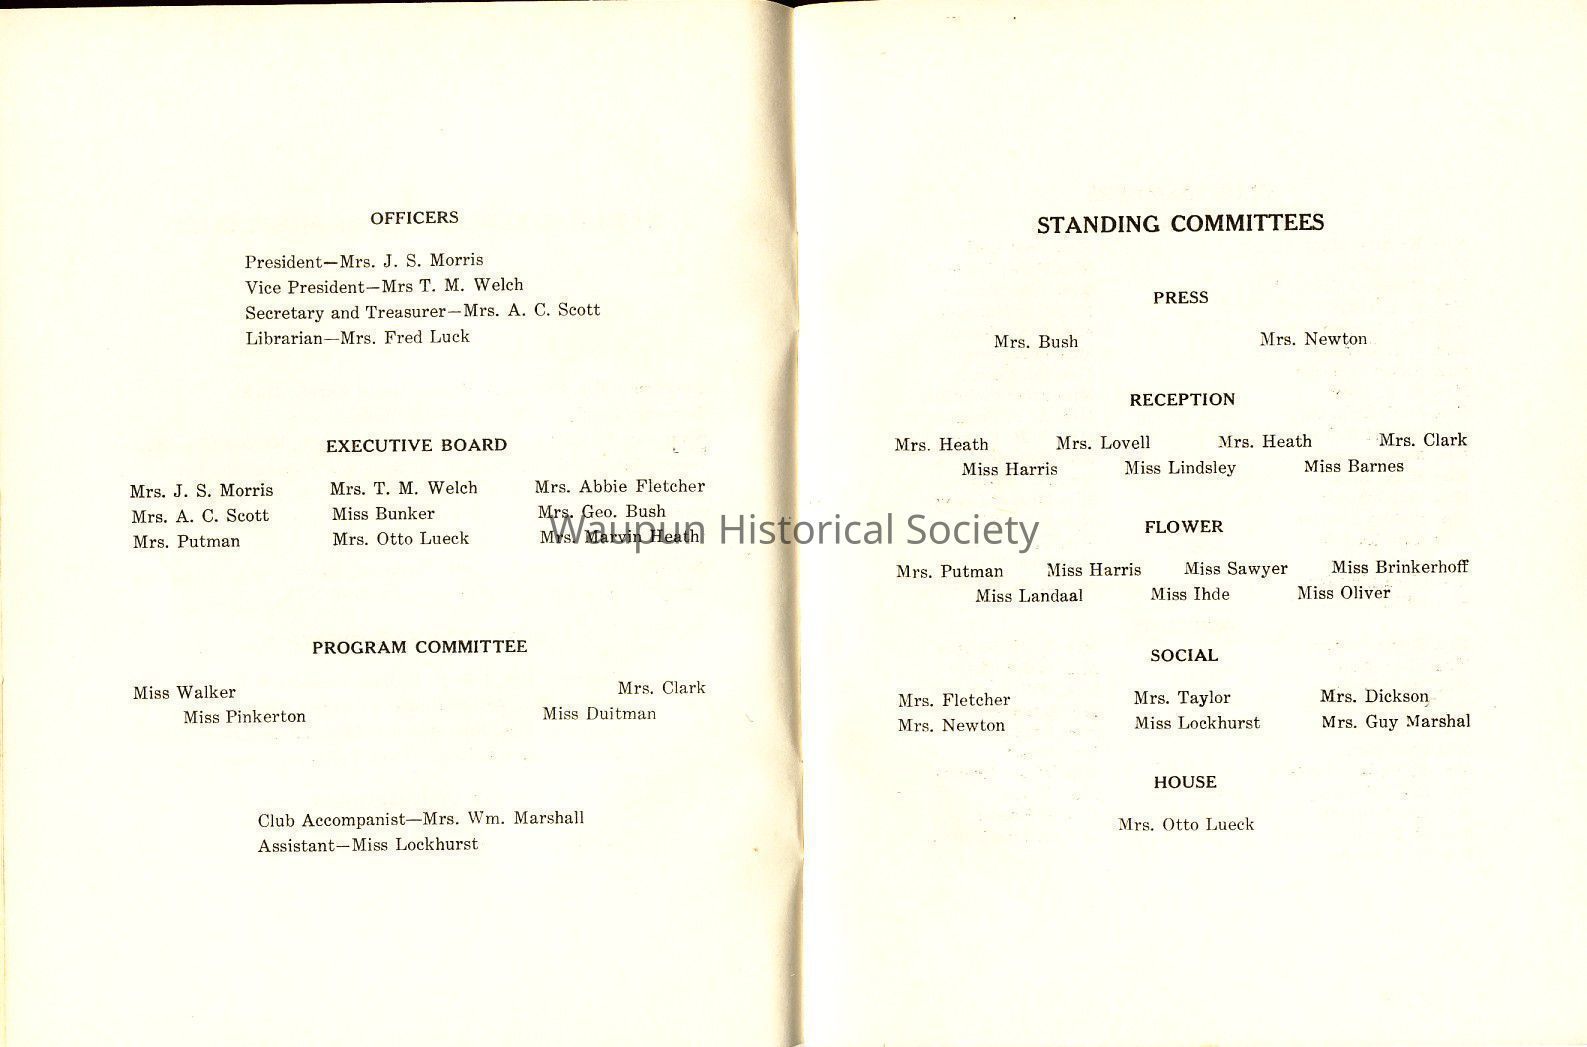 OFFICERS
President—Mrs. J. S. Morris
Vice President—Mrs T. M. Welch
Secretary and Treasurer—Mrs. A. C. Scott
Librarian—Mrs. Fred Luck
EXECUTIVE BOARD
Mrs. J. S. Morris Mrs. T. M. Welch Mrs. Abbie Fletcher
Mrs. A. C. Scott Miss Bunker Mrs. Geo. Bush
Mrs. Putman Mrs. Otto Lueck Mrs. Marvin Heath
PROGRAM COMMITTEE
Miss Walker Mrs. Clark
Miss Pinkerton Miss Duitman
Club Accompanist—Mrs. Wm. Marshall
Assistant—Miss Lockhurst
STANDING COMMITTEES
PRESS
Mrs. Bush Mrs. Newton
RECEPTION
Mrs. Heath Mrs. Lovell Mrs. Heath Mrs. Clark
Miss Harris Miss Lindsley Miss Barnes
FLOWER
Mrs. Putman Miss Harris Miss Sawyer Miss Brinkerhoff
Miss Landaal Miss Ihde Miss Oliver
SOCIAL
Mrs. Fletcher Mrs. Taylor Mrs. Dickson
Mrs. Newton Miss Lockhurst Mrs. Guy Marshal
HOUSE
Mrs. Otto Lueck
Waupun Historical Society